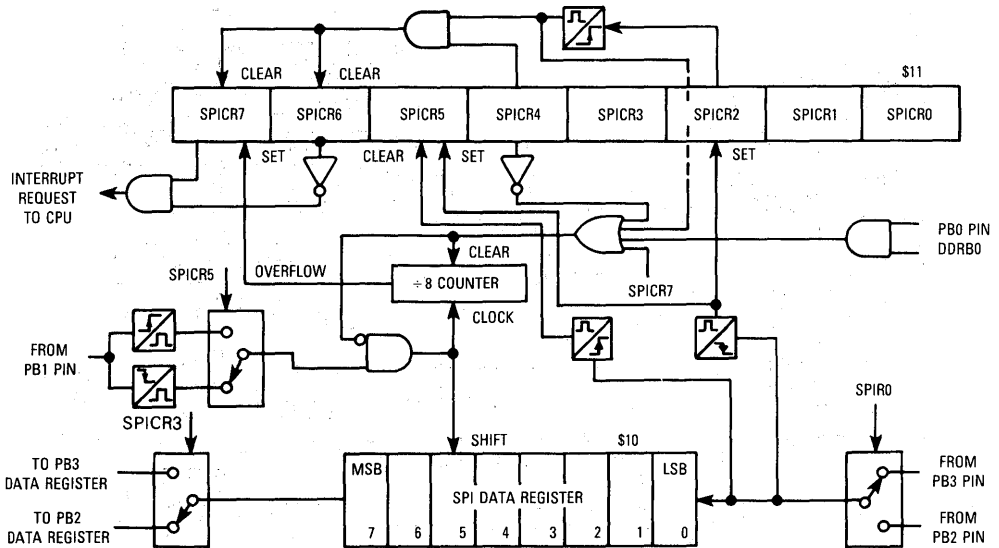 CLEAR
CLEAR
$11
SPICR7
SPICR6
SPICR5
SPICR4
SPICR3
SPICR2
SPICR1
SPICR0
SET
CLEAR
SET
SET
INTERRUPT
REQUEST
TO CPU
PB0 PIN
DDRB0
CLEAR
SPICR5
OVERFLOW
÷8 COUNTER
SPICR7
CLOCK
FROM
PB1 PIN
SPICR3
SPIR0
SHIFT
$10
TO PB3
DATA REGISTER
MSB
LSB
SPI DATA REGISTER
7
6
5
4
3
2
1
0
FROM
PB3 PIN
TO PB2
DATA REGISTER
FROM
PB2 PIN